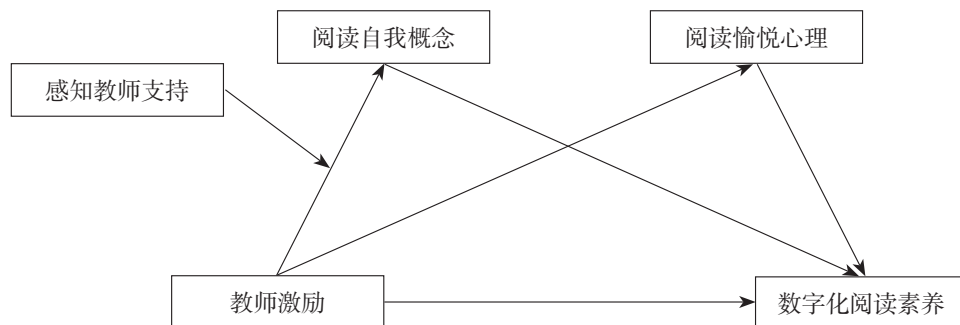 阅读自我概念
阅读愉悦心理
感知教师支持
教师激励
数字化阅读素养